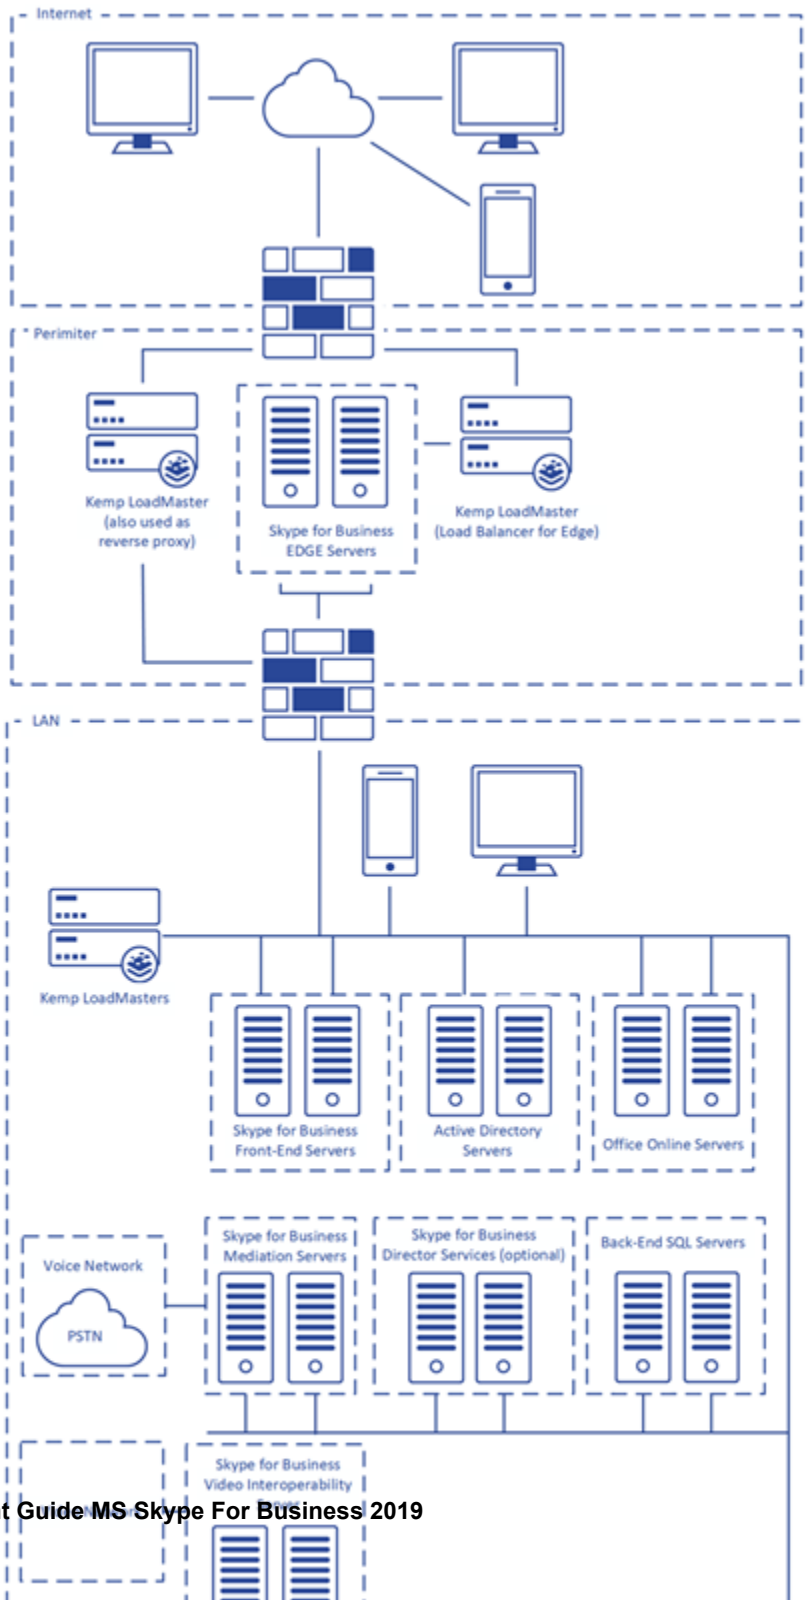 Internet
Perimiter
Kemp LoadMaster
(also used as
reverse proxy)
Skype for Business
EDGE Servers
Kemp LoadMaster
(Load Balancer for Edge)
LAN
Kemp LoadMasters
Skype for Business
Front-End Servers
Active Directory
Servers
Office Online Servers
Voice Network
PSTN
Skype for Business
Mediation Servers
Skype for Business
Director Services (optional)
Back-End SQL Servers
Skype for Business
Video Interoperability
t Guide MS Skype For Business 2019